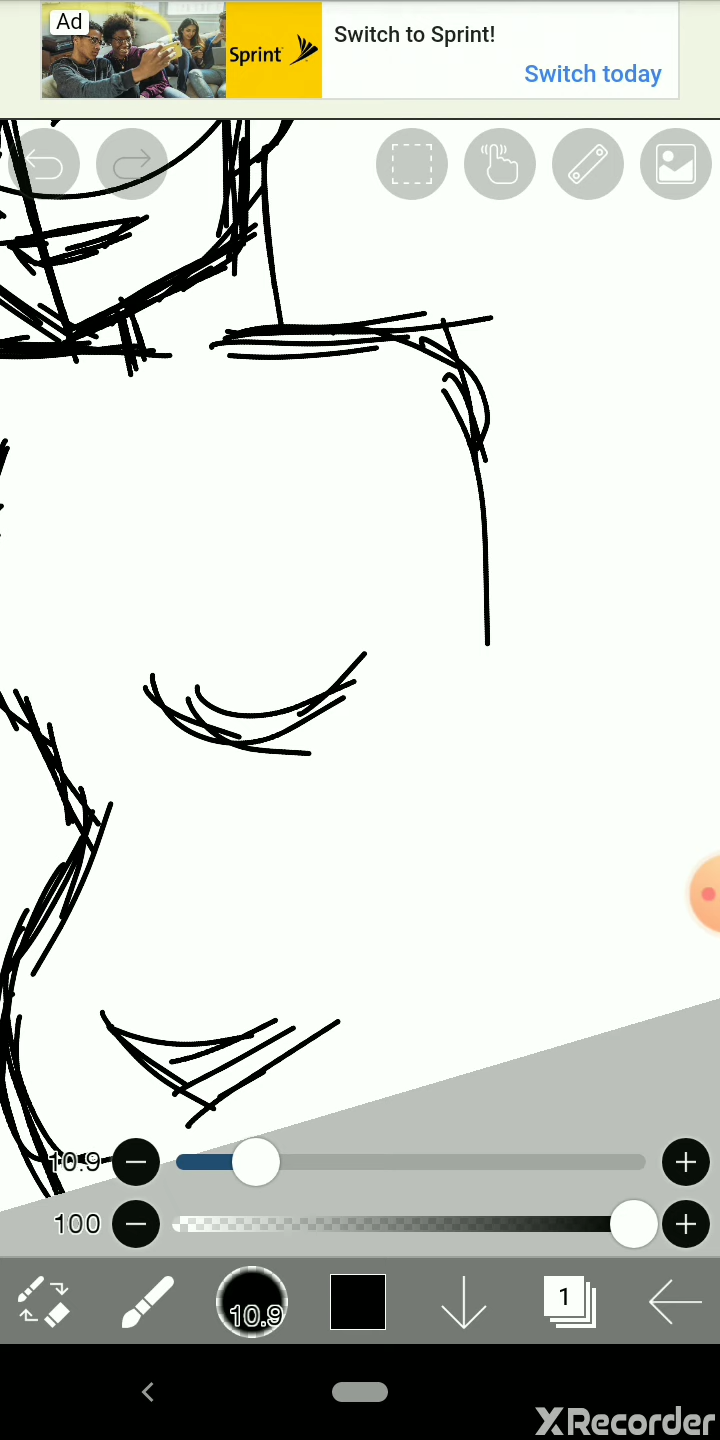 Ad
Sprint
Switch to Sprint!
Switch today
10.9
100
10.9
1
XRecorder